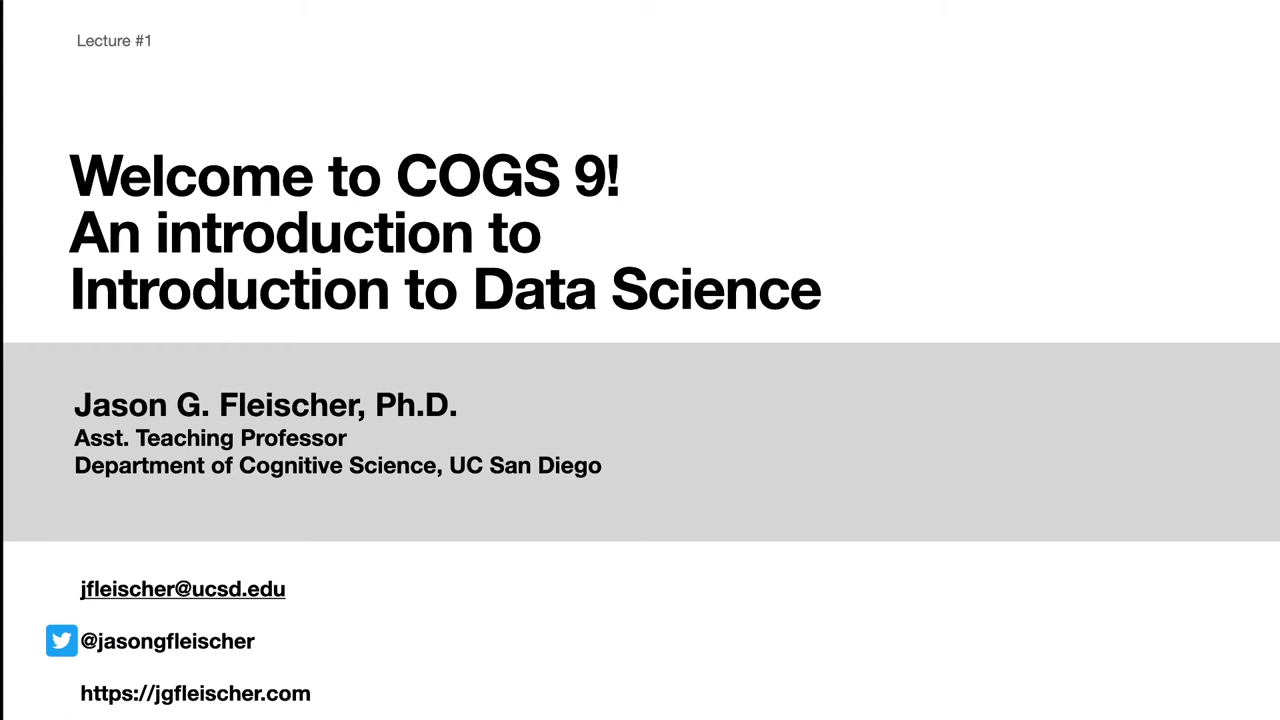 Lecture #1
Welcome to COGS 9!
An introduction to
Introduction to Data Science
Jason G. Fleischer, Ph.D.
Asst. Teaching Professor
Department of Cognitive Science, UC San Diego
jfleischer@ucsd.edu
@jasongfleischer
https://jgfleischer.com